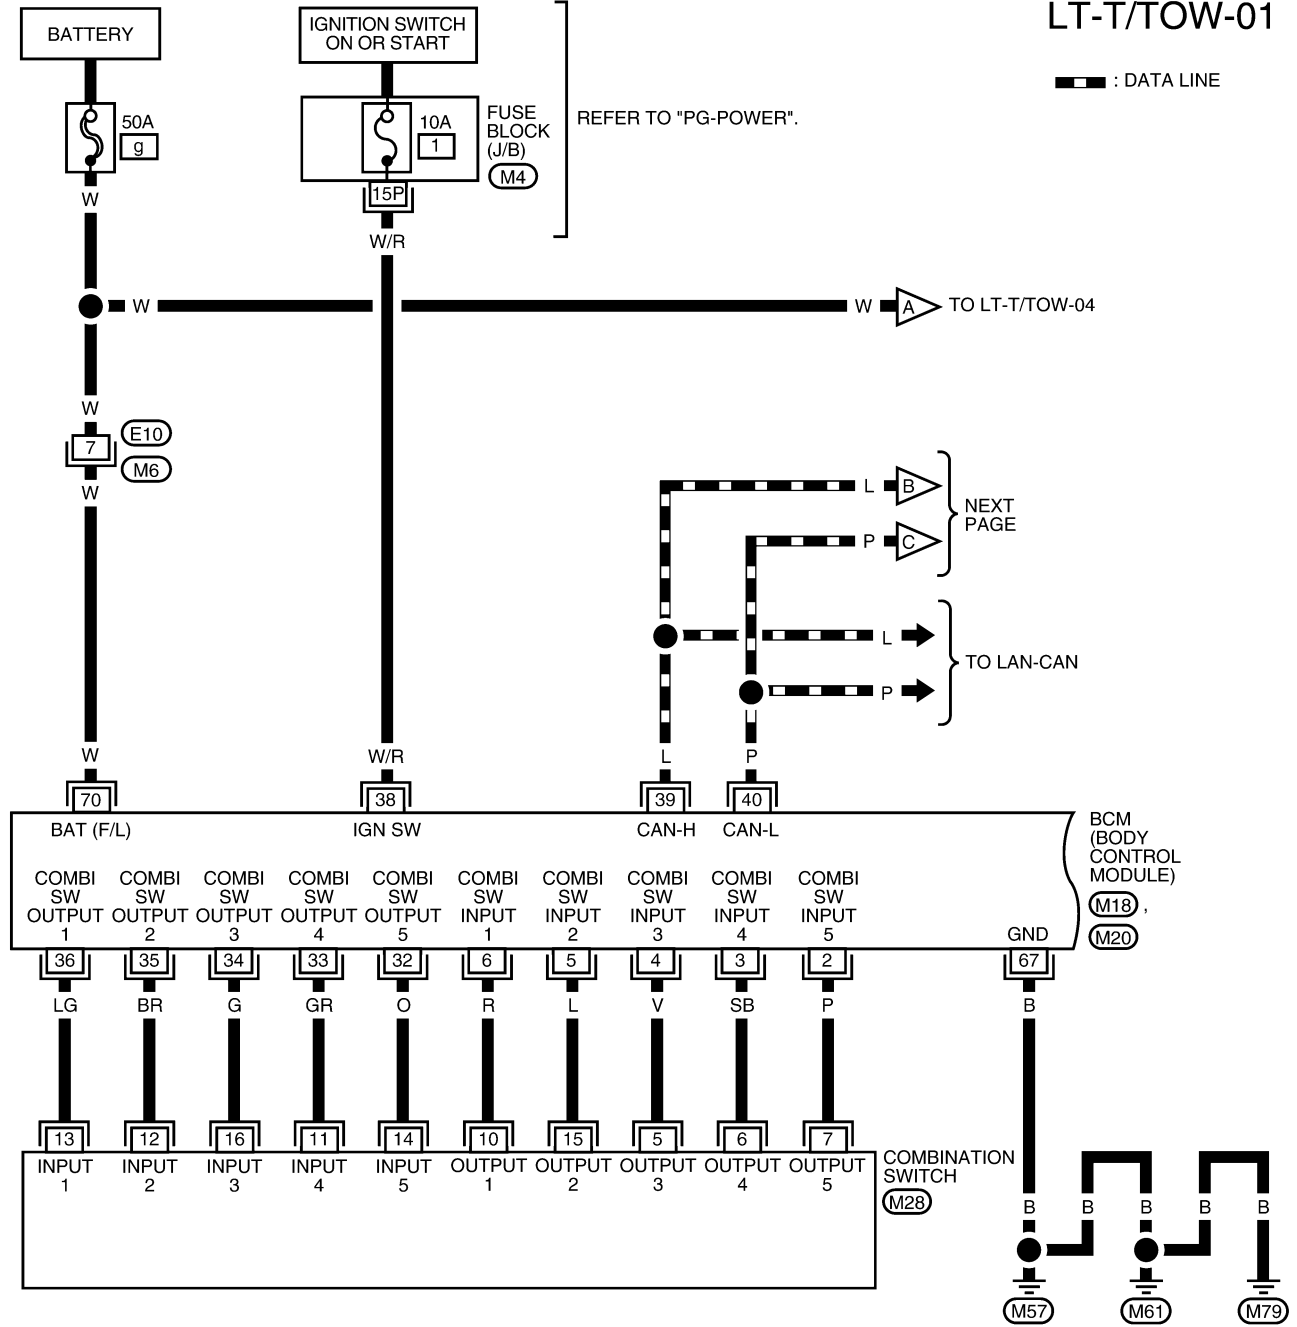 LT-T/TOW-01
: DATA LINE
BATTERY
IGNITION SWITCH
ON OR START
50A
g
10A
1
FUSE
BLOCK
(J/B)
M4
REFER TO "PG-POWER".
15P
W
W/R
W
W
A
TO LT-T/TOW-04
W
7
E10
M6
W
L
B
P
C
NEXT
PAGE
L
P
TO LAN-CAN
W
W/R
L
P
70
38
39
40
BAT (F/L)
IGN SW
CAN-H
CAN-L
BCM
(BODY
CONTROL
MODULE)
M18 ,
M20
COMBI
SW
OUTPUT
1
COMBI
SW
OUTPUT
2
COMBI
SW
OUTPUT
3
COMBI
SW
OUTPUT
4
COMBI
SW
OUTPUT
5
COMBI
SW
INPUT
1
COMBI
SW
INPUT
2
COMBI
SW
INPUT
3
COMBI
SW
INPUT
4
COMBI
SW
INPUT
5
GND
36
35
34
33
32
6
5
4
3
2
67
LG
BR
G
GR
O
R
L
V
SB
P
B
13
12
16
11
14
10
15
5
6
7
INPUT
1
INPUT
2
INPUT
3
INPUT
4
INPUT
5
OUTPUT
1
OUTPUT
2
OUTPUT
3
OUTPUT
4
OUTPUT
5
COMBINATION
SWITCH
M28
B
B
B
B
B
M57
M61
M79